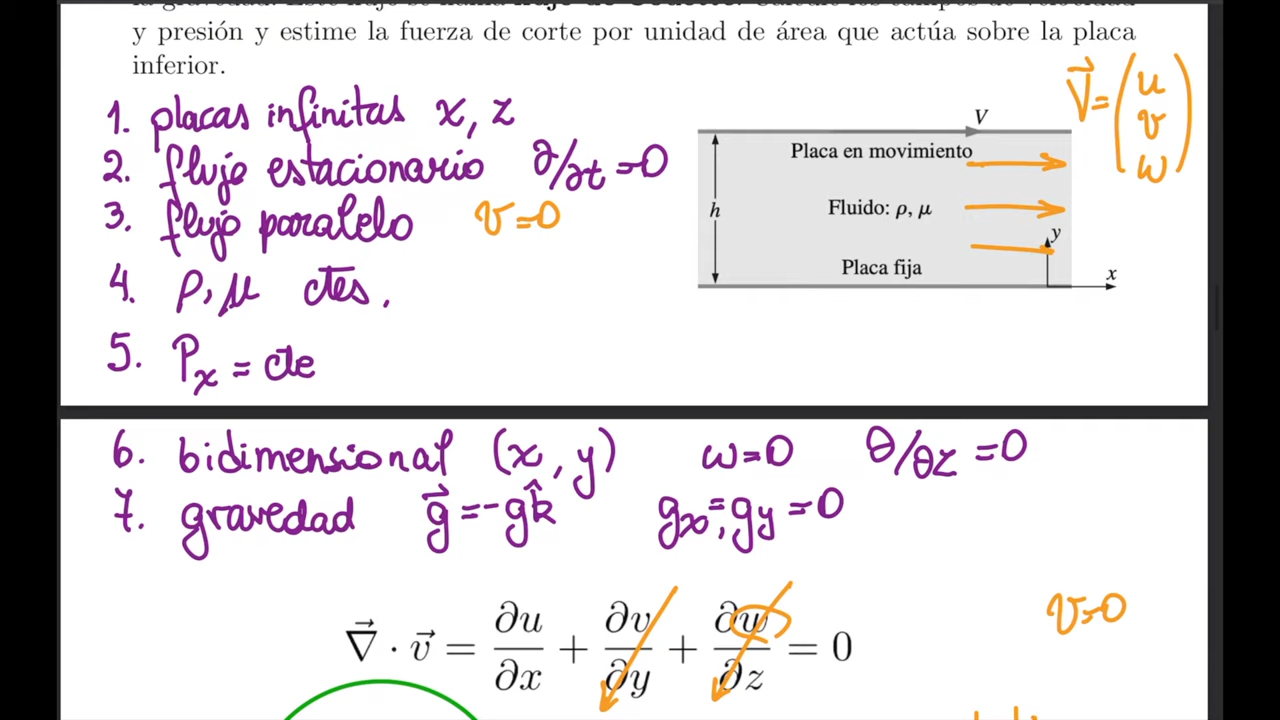 y presión y estime la fuerza de corte por unidad de área que actúa sobre la placa
inferior.
1. placas infinitas x, z
2. flujo estacionario ∂/∂t = 0
3. flujo paralelo v = 0
4. ρ, μ ctes.
5. Px = cte
V⃗ = (u v w)
V
Placa en movimiento
h
Fluido: ρ, μ
y
Placa fija
x
6. bidimensional (x, y) w = 0 ∂/∂z = 0
7. gravedad g⃗ = -gk̂ gx = , gy = 0
v = 0
∇⃗ · v⃗ = ∂u/∂x + ∂v/∂y + ∂w/∂z = 0